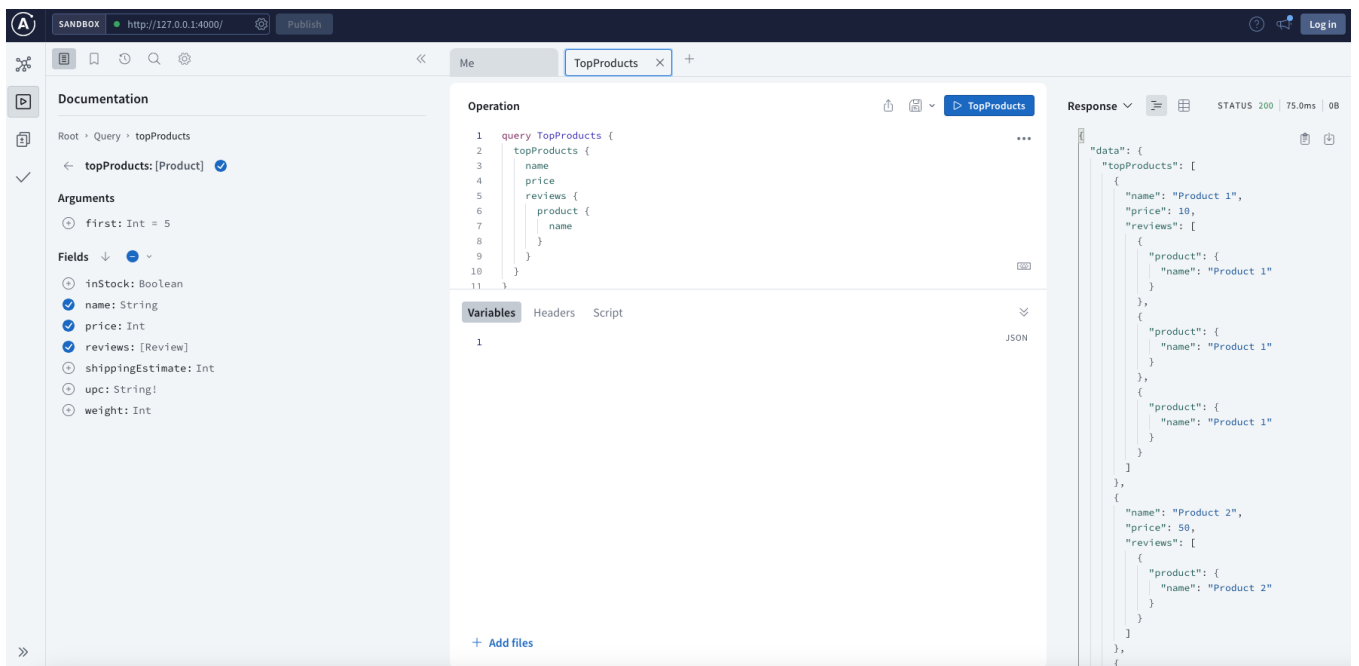 SANDBOX http://127.0.0.1:4000/ Publish
Log in
Me
TopProducts
Documentation
Root › Query › topProducts
topProducts: [Product]
Arguments
first: Int = 5
Fields
inStock: Boolean
name: String
price: Int
reviews: [Review]
shippingEstimate: Int
upc: String!
weight: Int
Operation
TopProducts
1 query TopProducts {
2 topProducts {
3 name
4 price
5 reviews {
6 product {
7 name
8 }
9 }
10 }
11 }
Variables Headers Script
JSON
1
+ Add files
Response STATUS 200 75.0ms 0B
{
"data": {
"topProducts": [
{
"name": "Product 1",
"price": 10,
"reviews": [
{
"product": {
"name": "Product 1"
}
},
{
"product": {
"name": "Product 1"
}
},
{
"product": {
"name": "Product 1"
}
}
]
},
{
"name": "Product 2",
"price": 50,
"reviews": [
{
"product": {
"name": "Product 2"
}
}
]
},
{